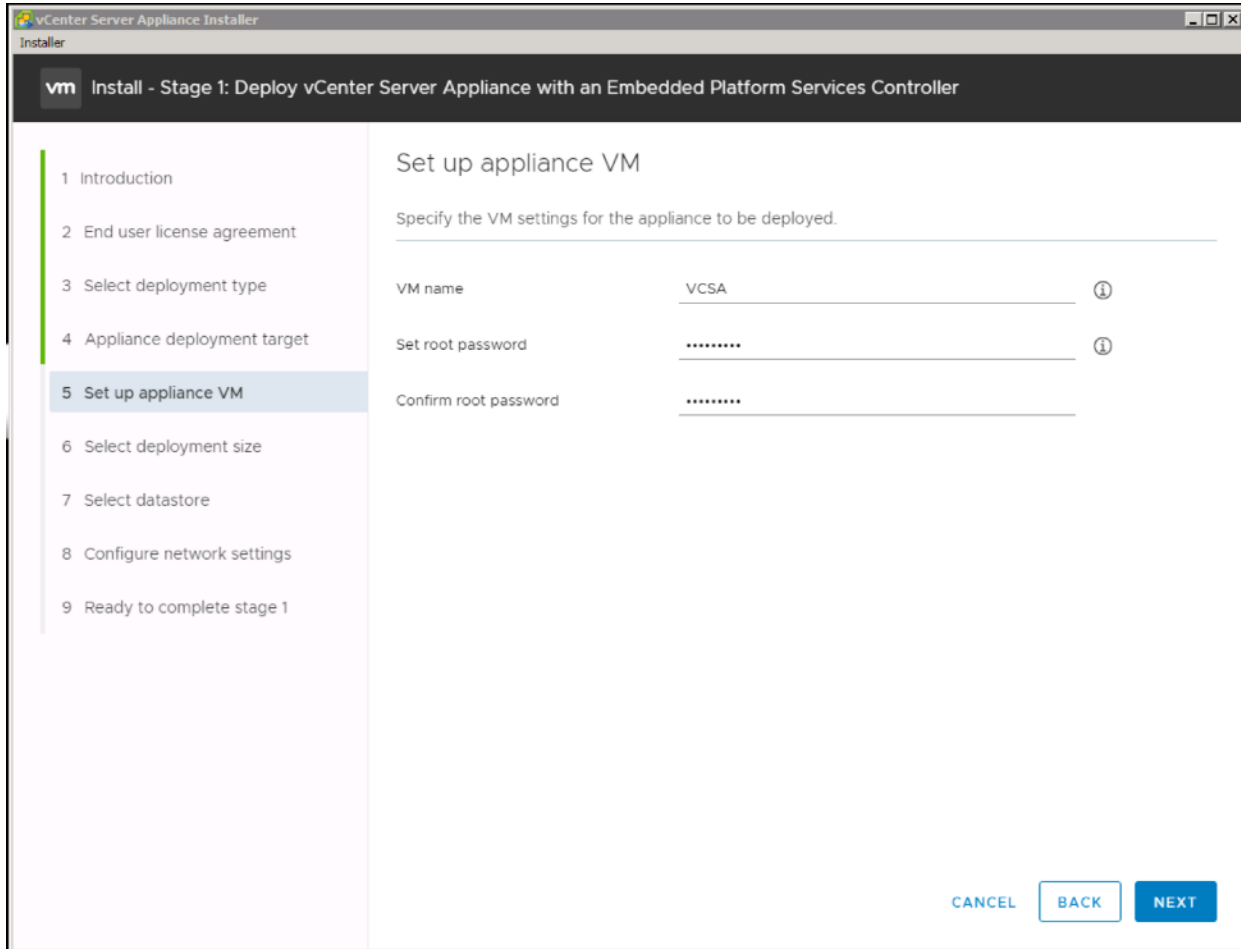 vCenter Server Appliance Installer
Installer
vm Install - Stage 1: Deploy vCenter Server Appliance with an Embedded Platform Services Controller
1 Introduction
2 End user license agreement
3 Select deployment type
4 Appliance deployment target
5 Set up appliance VM
6 Select deployment size
7 Select datastore
8 Configure network settings
9 Ready to complete stage 1
Set up appliance VM
Specify the VM settings for the appliance to be deployed.
VM name VCSA
Set root password •••••••••
Confirm root password •••••••••
CANCEL BACK NEXT